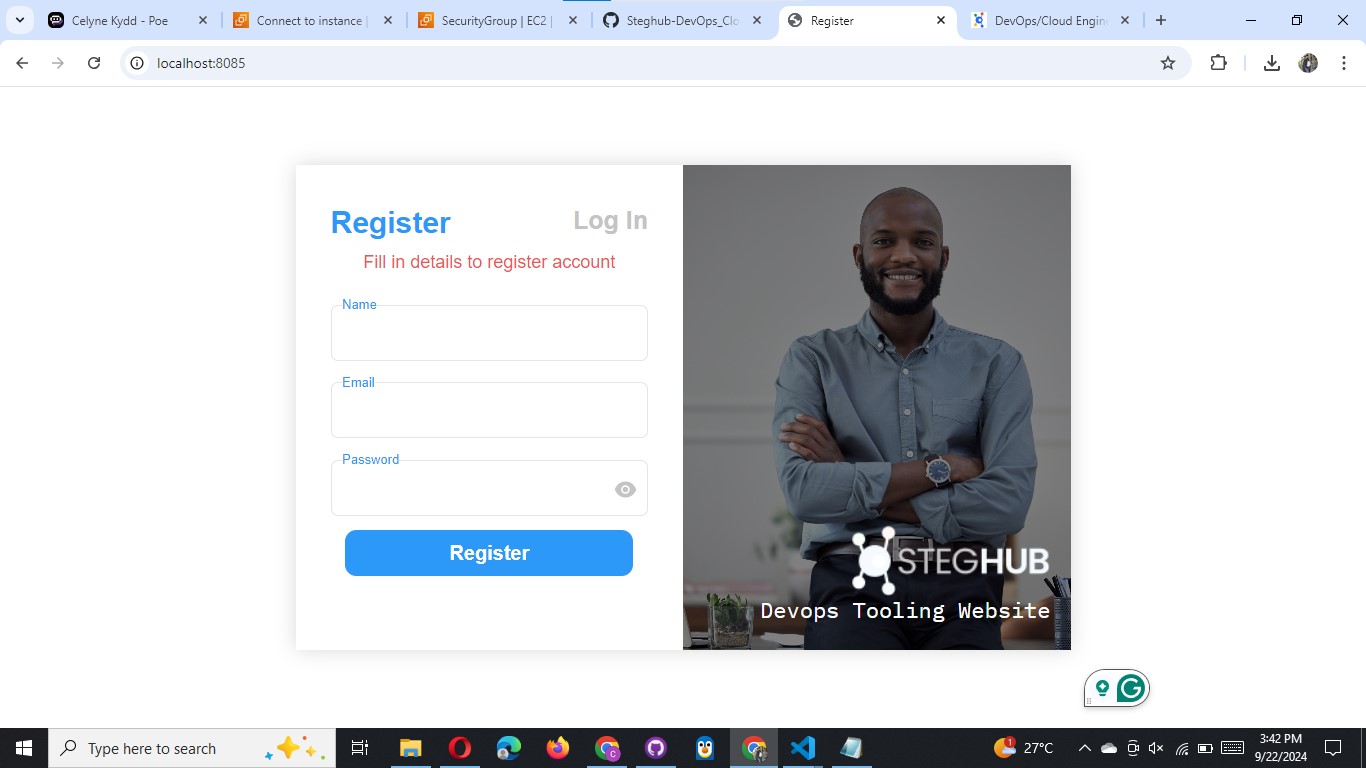 Celyne Kydd - Poe
Connect to instance |
SecurityGroup | EC2 |
Steghub-DevOps_Clo
Register
DevOps/Cloud Engin
localhost:8085
Register
Log In
Fill in details to register account
Name
Email
Password
Register
STEGHUB
Devops Tooling Website
Type here to search
1
27°C
3:42 PM
9/22/2024